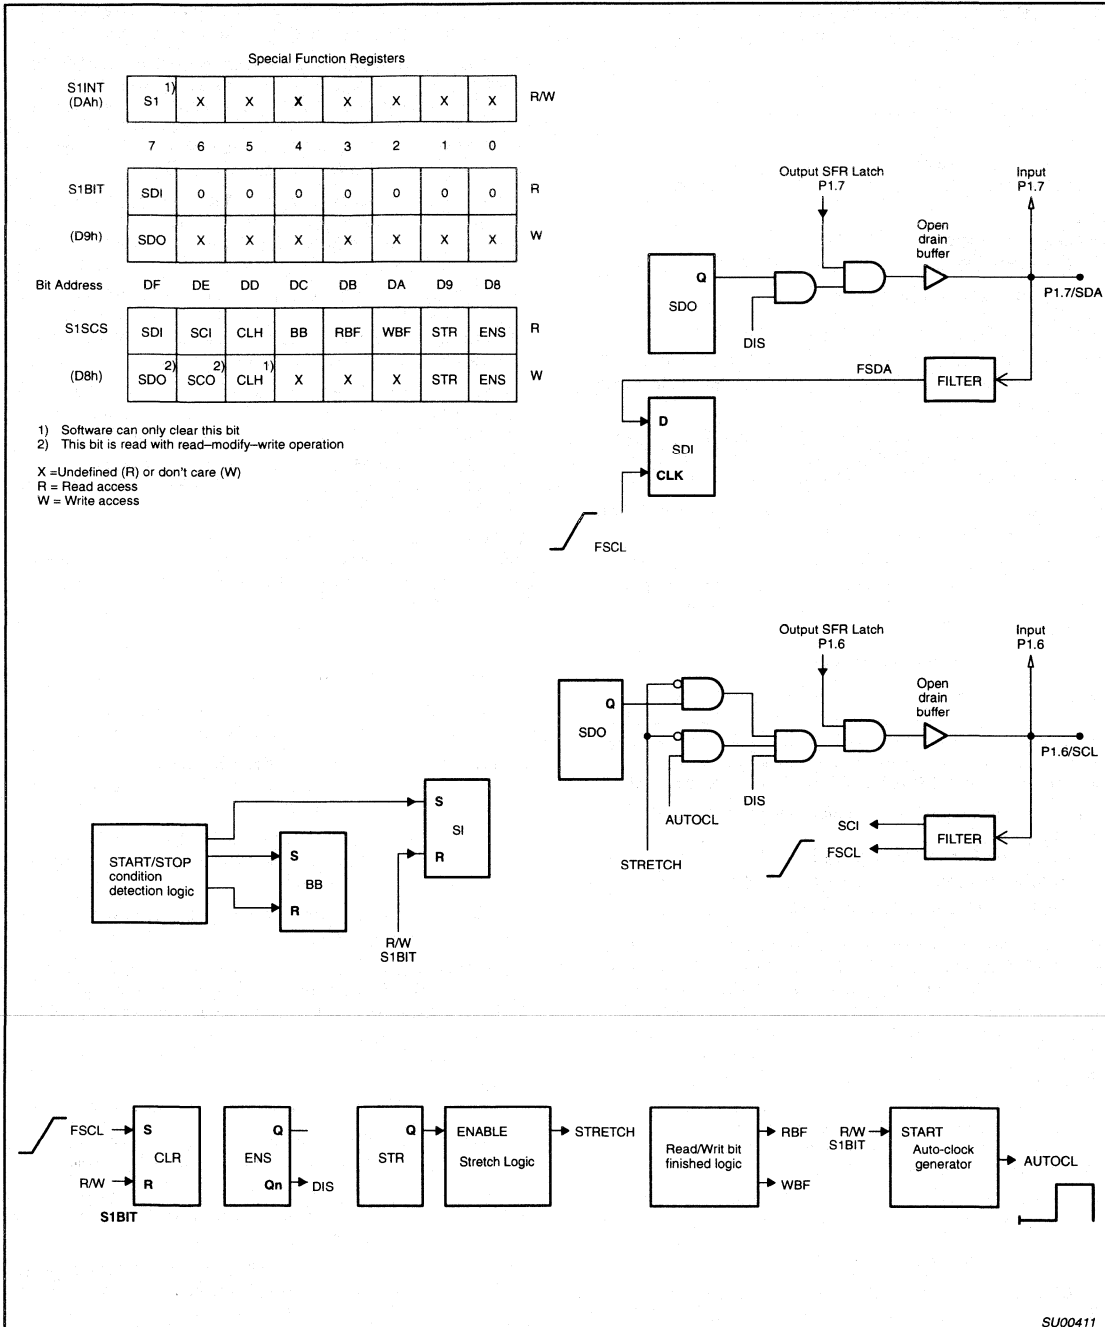 Special Function Registers
S1INT
(DAh)
S1 1) X X X X X X X R/W
7 6 5 4 3 2 1 0
S1BIT SDI 0 0 0 0 0 0 0 R
(D9h) SDO X X X X X X X W
Bit Address DF DE DD DC DB DA D9 D8
S1SCS SDI SCI CLH BB RBF WBF STR ENS R
(D8h) SDO 2) SCO 2) CLH 1) X X X STR ENS W
1) Software can only clear this bit
2) This bit is read with read–modify–write operation
X =Undefined (R) or don't care (W)
R = Read access
W = Write access
Output SFR Latch
P1.7
Input
P1.7
Open
drain
buffer
Q
SDO
DIS
P1.7/SDA
FSDA
FILTER
D
SDI
CLK
FSCL
Output SFR Latch
P1.6
Input
P1.6
Open
drain
buffer
Q
SDO
DIS
P1.6/SCL
AUTOCL
STRETCH
SCI
FSCL
FILTER
START/STOP
condition
detection logic
S
BB
R
S
SI
R
R/W
S1BIT
FSCL
S
CLR
R/W
R
S1BIT
Q
ENS
Qn
DIS
Q
STR
ENABLE
Stretch Logic
STRETCH
Read/Writ bit
finished logic
RBF
WBF
R/W
S1BIT
START
Auto-clock
generator
AUTOCL
SU00411